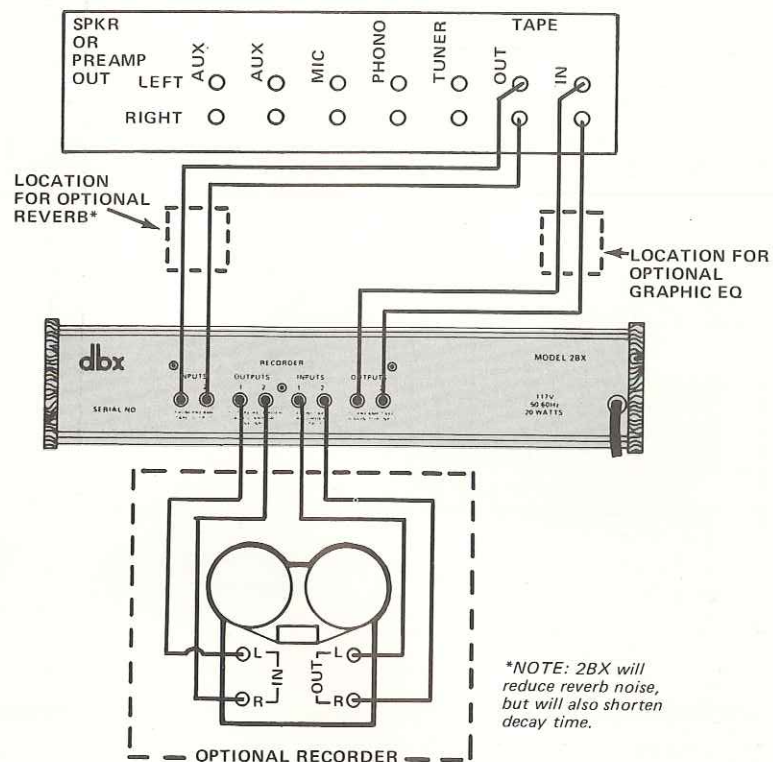 SPKR
OR
PREAMP
OUT
TAPE
AUX
AUX
MIC
PHONO
TUNER
OUT
IN
LEFT
RIGHT
LOCATION
FOR OPTIONAL
REVERB*
LOCATION FOR
OPTIONAL
GRAPHIC EQ
dbx
RECORDER
MODEL 2BX
INPUTS
OUTPUTS
INPUTS
OUTPUTS
2
1
2
1
2
SERIAL NO
117V
50 60Hz
20 WATTS
L
R
IN
OUT
L
R
*NOTE: 2BX will
reduce reverb noise,
but will also shorten
decay time.
OPTIONAL RECORDER